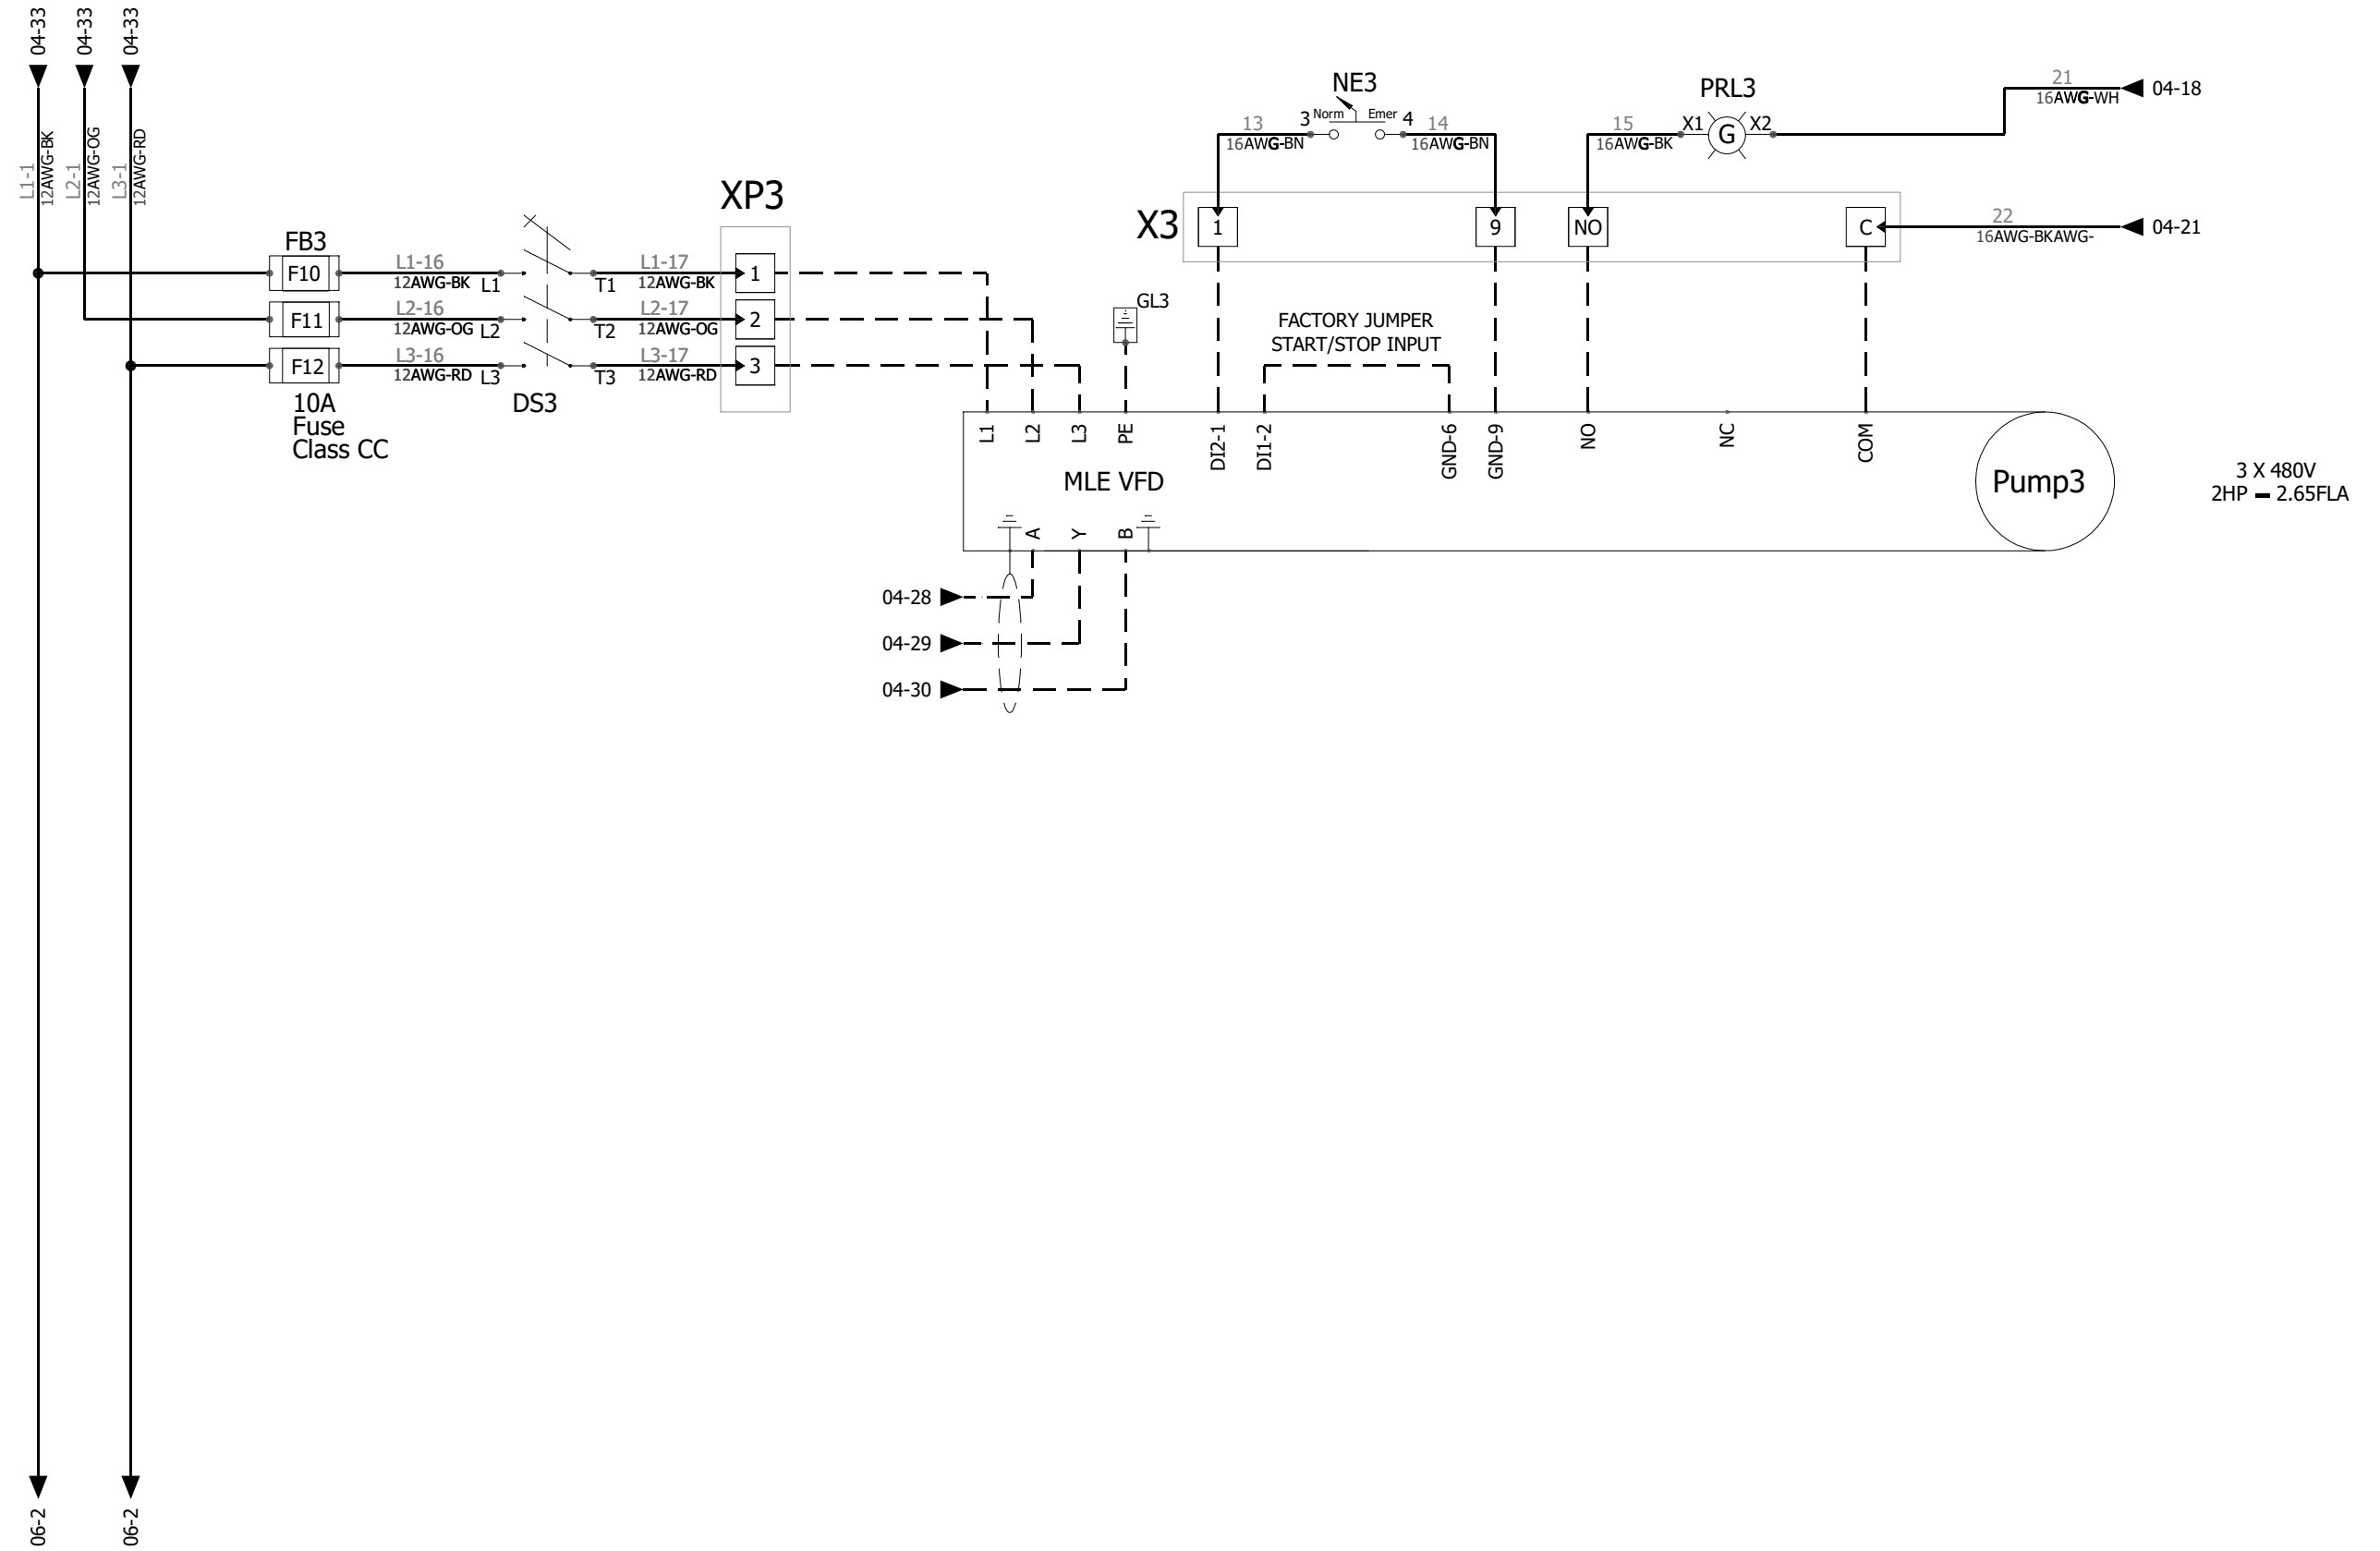 04-33
04-33
04-33
L1-1
12AWG-BK
L2-1
12AWG-OG
L3-1
12AWG-RD
FB3
F10
F11
F12
10A
Fuse
Class CC
L1-16
12AWG-BK
L1
L2-16
12AWG-OG
L2
L3-16
12AWG-RD
L3
DS3
T1
T2
T3
L1-17
12AWG-BK
L2-17
12AWG-OG
L3-17
12AWG-RD
XP3
1
2
3
GL3
NE3
13
16AWG-BN
3
Norm
Emer
4
14
16AWG-BN
PRL3
15
16AWG-BK
X1
G
X2
21
16AWG-WH
04-18
X3
1
9
NO
C
22
16AWG-BKAWG-
04-21
FACTORY JUMPER
START/STOP INPUT
L1
L2
L3
PE
DI2-1
DI1-2
GND-6
GND-9
NO
NC
COM
MLE VFD
Pump3
3 X 480V
2HP - 2.65FLA
A
Y
B
04-28
04-29
04-30
06-2
06-2